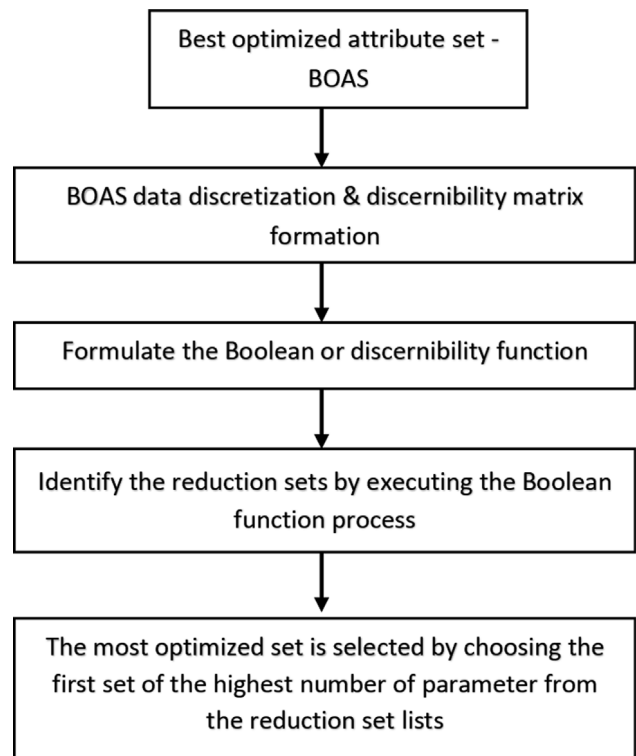 Best optimized attribute set -
BOAS
BOAS data discretization & discernibility matrix
formation
Formulate the Boolean or discernibility function
Identify the reduction sets by executing the Boolean
function process
The most optimized set is selected by choosing the
first set of the highest number of parameter from
the reduction set lists